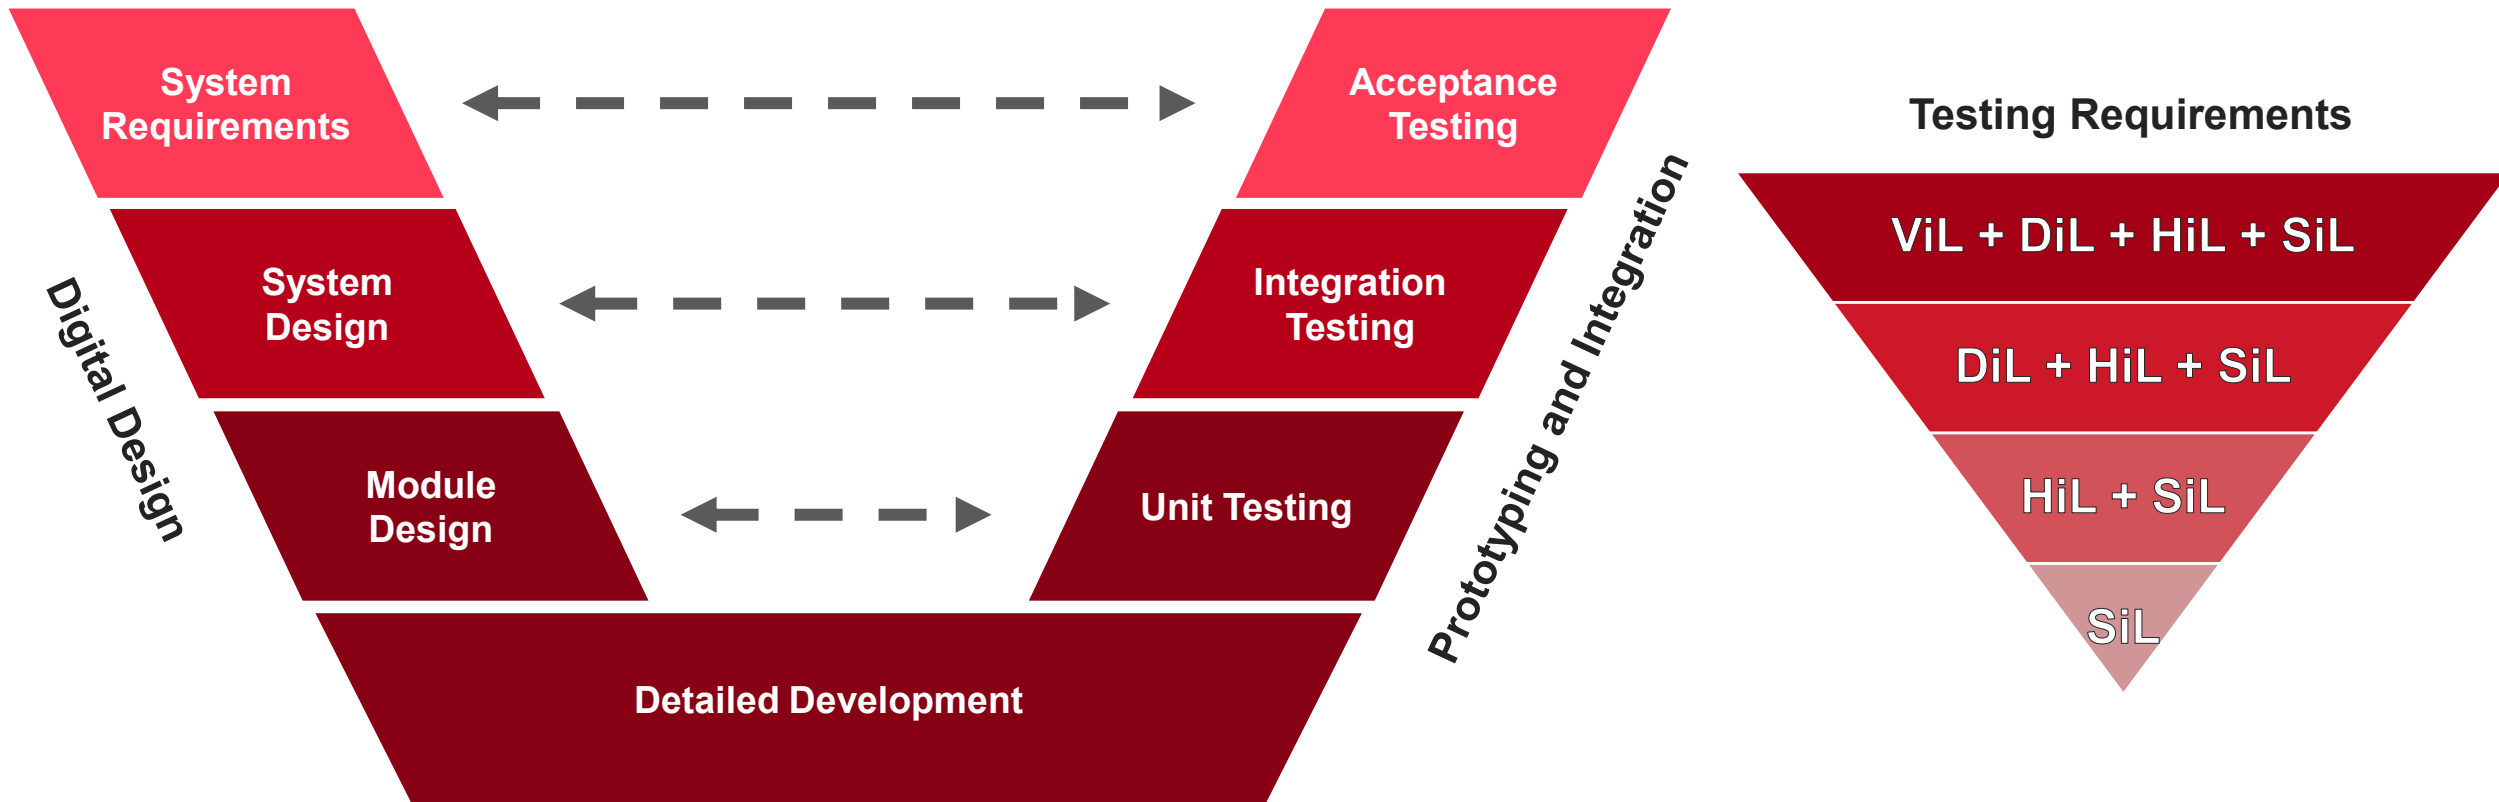 System
Requirements
Acceptance
Testing
System
Design
Integration
Testing
Module
Design
Unit Testing
Detailed Development
Digital Design
Prototyping and Integration
Testing Requirements
ViL + DiL + HiL + SiL
DiL + HiL + SiL
HiL + SiL
SiL